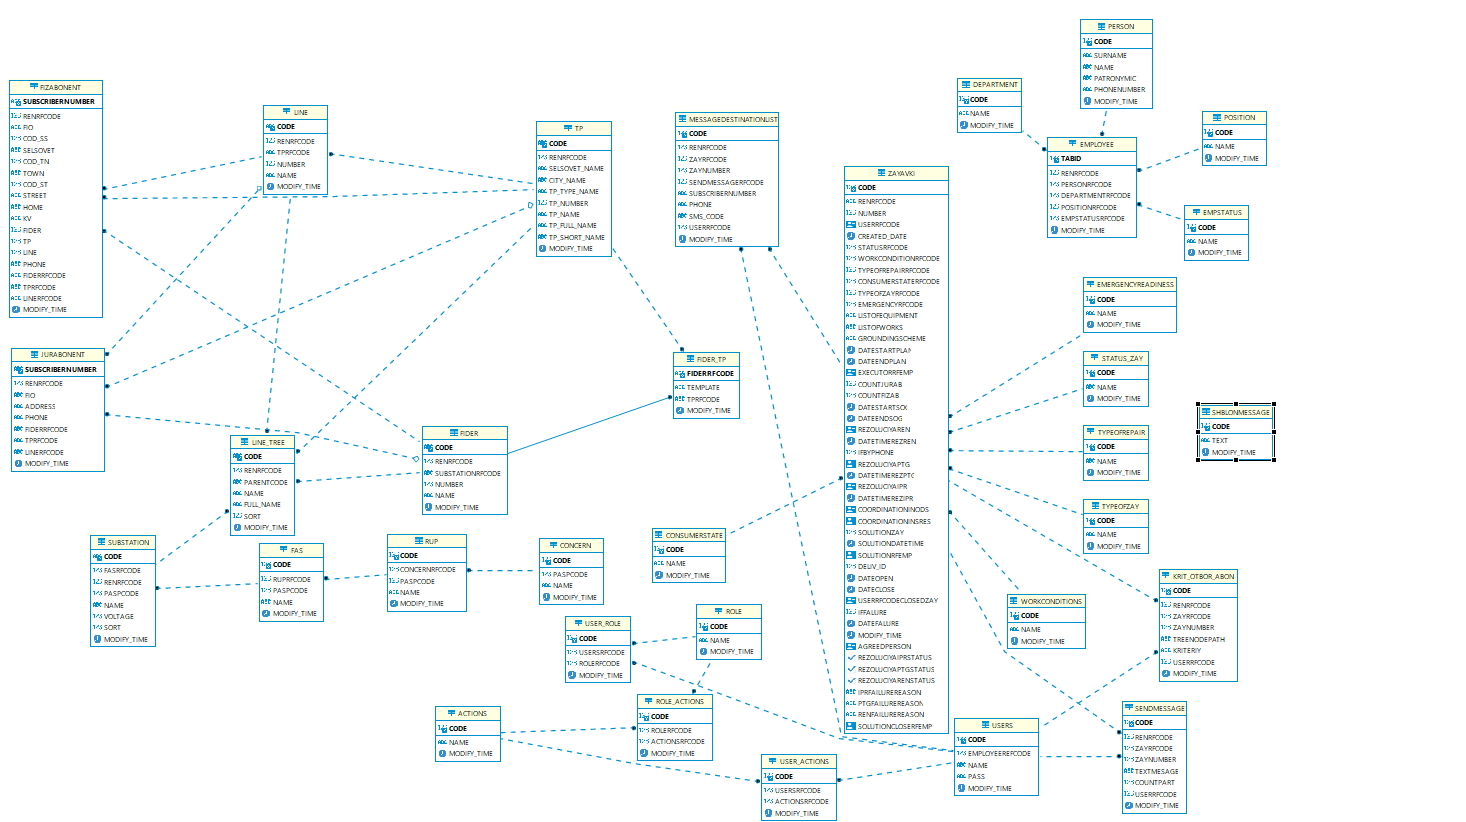 PERSON
CODE
SURNAME
NAME
PATRONYMIC
PHONENUMBER
MODIFY_TIME
FIZABONENT
SUBSCRIBERNUMBER
RENRFCODE
FIO
COD_SS
SELSOVET
COD_TN
TOWN
COD_ST
STREET
HOME
KV
FIDER
TP
LINE
PHONE
FIDERRFCODE
TPRFCODE
LINERFCODE
MODIFY_TIME
LINE
CODE
RENRFCODE
TPRFCODE
NUMBER
NAME
MODIFY_TIME
TP
CODE
RENRFCODE
SELSOVET_NAME
CITY_NAME
TP_TYPE_NAME
TP_NUMBER
TP_NAME
TP_FULL_NAME
TP_SHORT_NAME
MODIFY_TIME
MESSAGEDESTINATIONLIST
CODE
RENRFCODE
ZAYRFCODE
ZAYNUMBER
SENDMESSAGERFCODE
SUBSCRIBERNUMBER
PHONE
SMS_CODE
USERRFCODE
MODIFY_TIME
DEPARTMENT
CODE
NAME
MODIFY_TIME
POSITION
CODE
NAME
MODIFY_TIME
EMPLOYEE
TABID
RENRFCODE
PERSONRFCODE
DEPARTMENTRFCODE
POSITIONRFCODE
EMPSTATUSRFCODE
MODIFY_TIME
EMPSTATUS
CODE
NAME
MODIFY_TIME
ZAYAVKI
CODE
RENRFCODE
NUMBER
USERRFCODE
CREATED_DATE
STATUSRFCODE
WORKCONDITIONRFCODE
TYPEOFREPAIRRFCODE
CONSUMERSTATERFCODE
TYPEOFZAYRFCODE
EMERGENCYRFCODE
LISTOFEQUIPMENT
LISTOFWORKS
GROUNDINGSCHEME
DATESTARTPLAN
DATEENDPLAN
EXECUTORRFEMP
COUNTJURAB
COUNTFIZAB
DATESTARTSOX
DATEENDSOG
REZOLUCIYAREN
DATETIMEREZREN
IFBYPHONE
REZOLUCIYAPTG
DATETIMEREZPTG
REZOLUCIYAIPR
DATETIMEREZIPR
COORDINATIONINODS
COORDINATIONINSRES
SOLUTIONZAY
SOLUTIONDATETIME
SOLUTIONRFEMP
DELIV_ID
DATEOPEN
DATECLOSE
USERRFCODECLOSEDZAY
IFFALURE
DATEFALURE
MODIFY_TIME
AGREEDPERSON
REZOLUCIYAIPRSTATUS
REZOLUCIYAPTGSTATUS
REZOLUCIYARENSTATUS
IPRFAILUREREASON
PTGFAILUREREASON
RENFAILUREREASON
SOLUTIONCLOSERFEMP
EMERGENCYREADINESS
CODE
NAME
MODIFY_TIME
STATUS_ZAY
CODE
NAME
MODIFY_TIME
JURABONENT
SUBSCRIBERNUMBER
RENRFCODE
FIO
ADDRESS
PHONE
FIDERRFCODE
TPRFCODE
LINERFCODE
MODIFY_TIME
FIDER_TP
FIDERRFCODE
TEMPLATE
TPRFCODE
MODIFY_TIME
SHBLONMESSAGE
CODE
TEXT
MODIFY_TIME
TYPEOFREPAIR
CODE
NAME
MODIFY_TIME
FIDER
CODE
RENRFCODE
SUBSTATIONRFCODE
NUMBER
NAME
MODIFY_TIME
LINE_TREE
CODE
RENRFCODE
PARENTCODE
NAME
FULL_NAME
SORT
MODIFY_TIME
TYPEOFZAY
CODE
NAME
MODIFY_TIME
SUBSTATION
CODE
FASRFCODE
RENRFCODE
PASPCODE
NAME
VOLTAGE
SORT
MODIFY_TIME
FAS
CODE
RUPRFCODE
PASPCODE
NAME
MODIFY_TIME
RUP
CODE
CONCERNRFCODE
PASPCODE
NAME
MODIFY_TIME
CONCERN
CODE
PASPCODE
NAME
MODIFY_TIME
CONSUMERSTATE
CODE
NAME
MODIFY_TIME
KRIT_OTBOR_ABON
CODE
RENRFCODE
ZAYRFCODE
ZAYNUMBER
TREENODEPATH
KRITERIY
USERRFCODE
MODIFY_TIME
WORKCONDITIONS
CODE
NAME
MODIFY_TIME
USER_ROLE
CODE
USERSRFCODE
ROLERFCODE
MODIFY_TIME
ROLE
CODE
NAME
MODIFY_TIME
ROLE_ACTIONS
CODE
ROLERFCODE
ACTIONSRFCODE
MODIFY_TIME
ACTIONS
CODE
NAME
MODIFY_TIME
USERS
CODE
EMPLOYEEREFCODE
NAME
PASS
MODIFY_TIME
SENDMESSAGE
CODE
RENRFCODE
ZAYRFCODE
ZAYNUMBER
TEXTMESAGE
COUNTPART
USERRFCODE
MODIFY_TIME
USER_ACTIONS
CODE
USERSRFCODE
ACTIONSRFCODE
MODIFY_TIME